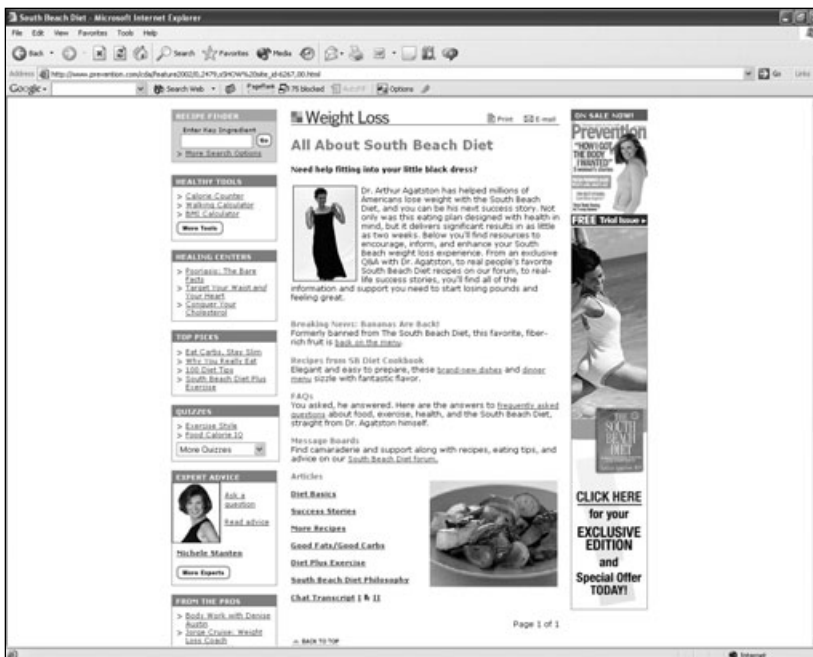 South Beach Diet - Microsoft Internet Explorer
File Edit View Favorites Tools Help
Back Search Favorites Media
Address http://www.prevention.com/cda/feature2002/0,2479,s Go Links
Google Search Web PageRank 75 blocked AutoFill Options
RECIPE FINDER
Enter Key Ingredient
Go
> More Search Options
HEALTHY TOOLS
> Calorie Counter
> Walking Calculator
> BMI Calculator
More Tools
HEALING CENTERS
> Psoriasis: The Bare
Facts
> Target Your Waist and
Your Heart
> Conquer Your
Cholesterol
TOP PICKS
> Eat Carbs, Stay Slim
> Why You Really Eat
> 100 Diet Tips
> South Beach Diet Plus
Exercise
QUIZZES
> Exercise Style
> Food Calorie IQ
More Quizzes
EXPERT ADVICE
Ask a
question
Read advice
Michele Stanten
More Experts
FROM THE PROS
> Body Work with Denise
Austin
> Jorge Cruise: Weight
Loss Coach
Weight Loss
Print E-mail
All About South Beach Diet
Need help fitting into your little black dress?
Dr. Arthur Agatston has helped millions of
Americans lose weight with the South Beach
Diet, and you can be his next success story. Not
only was this eating plan designed with health in
mind, but it delivers significant results in as little
as two weeks. Below you'll find resources to
encourage, inform, and enhance your South
Beach weight loss experience. From an exclusive
Q&A with Dr. Agatston, to real people's favorite
South Beach Diet recipes on our forum, to real-
life success stories, you'll find all of the
information and support you need to start losing pounds and
feeling great.
Breaking News: Bananas Are Back!
Formerly banned from The South Beach Diet, this favorite, fiber-
rich fruit is back on the menu.
Recipes from SB Diet Cookbook
Elegant and easy to prepare, these brand-new dishes and dinner
menu sizzle with fantastic flavor.
FAQs
You asked, he answered. Here are the answers to frequently asked
questions about food, exercise, health, and the South Beach Diet,
straight from Dr. Agatston himself.
Message Boards
Find camaraderie and support along with recipes, eating tips, and
advice on our South Beach Diet forum.
Articles
Diet Basics
Success Stories
More Recipes
Good Fats/Good Carbs
Diet Plus Exercise
South Beach Diet Philosophy
Chat Transcript I & II
Page 1 of 1
BACK TO TOP
ON SALE NOW!
Prevention
"HOW I GOT
THE BODY
I WANTED"
FREE Trial Issue
THE
SOUTH
BEACH
DIET
CLICK HERE
for your
EXCLUSIVE
EDITION
and
Special Offer
TODAY!
Internet